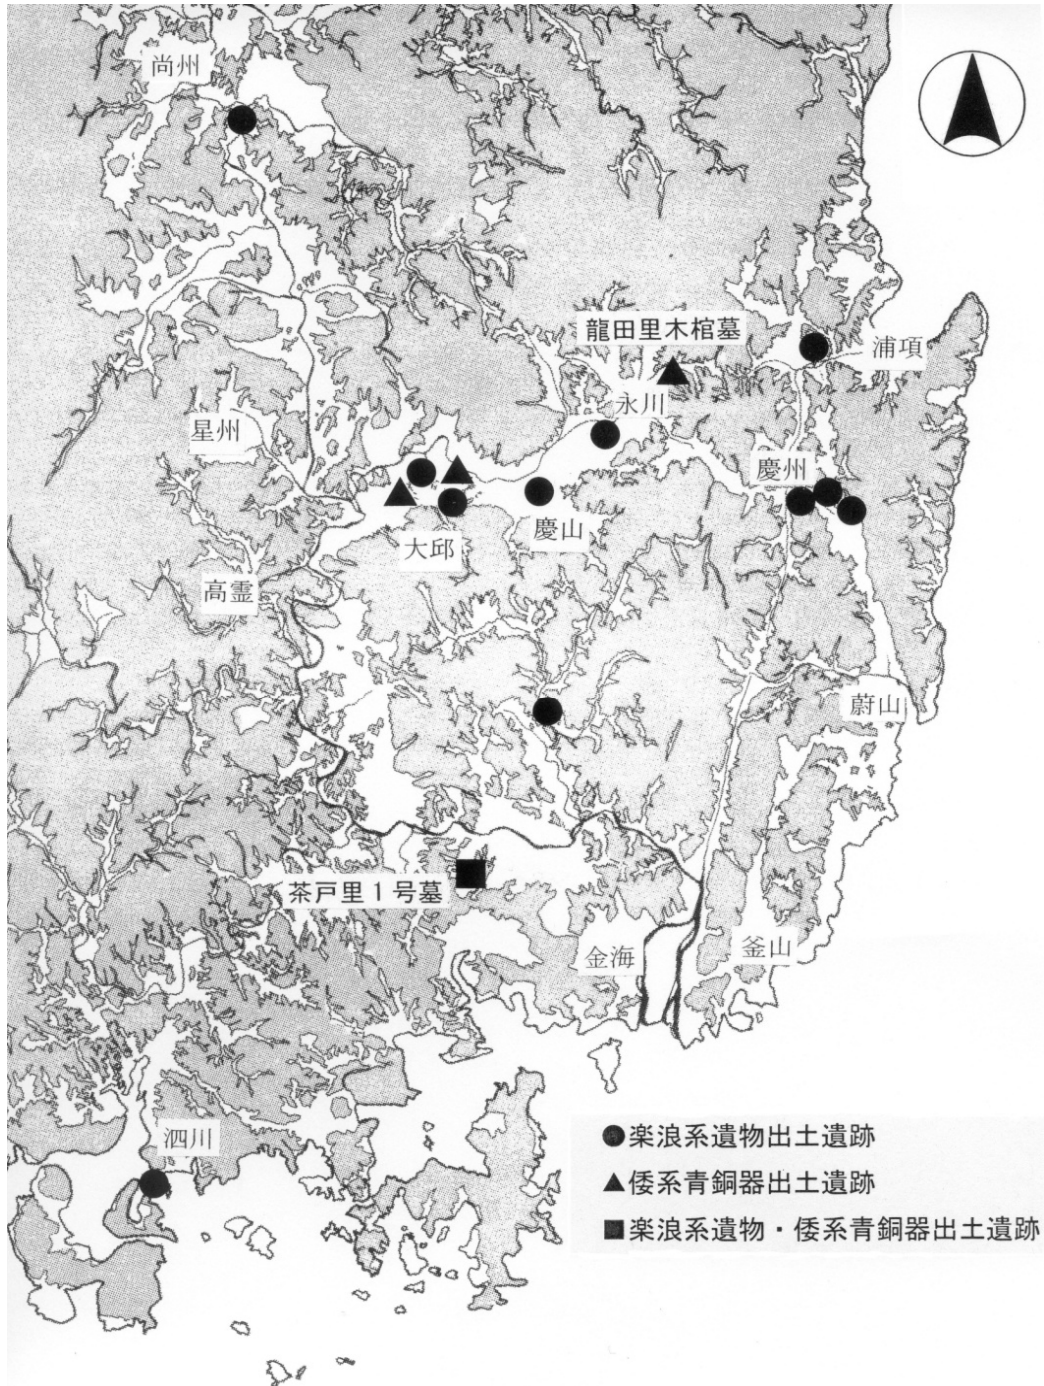 尚州
龍田里木棺墓
浦項
永川
星州
慶州
慶山
大邱
高霊
蔚山
茶戸里1号墓
金海
釜山
泗川
●楽浪系遺物出土遺跡
▲倭系青銅器出土遺跡
■楽浪系遺物・倭系青銅器出土遺跡